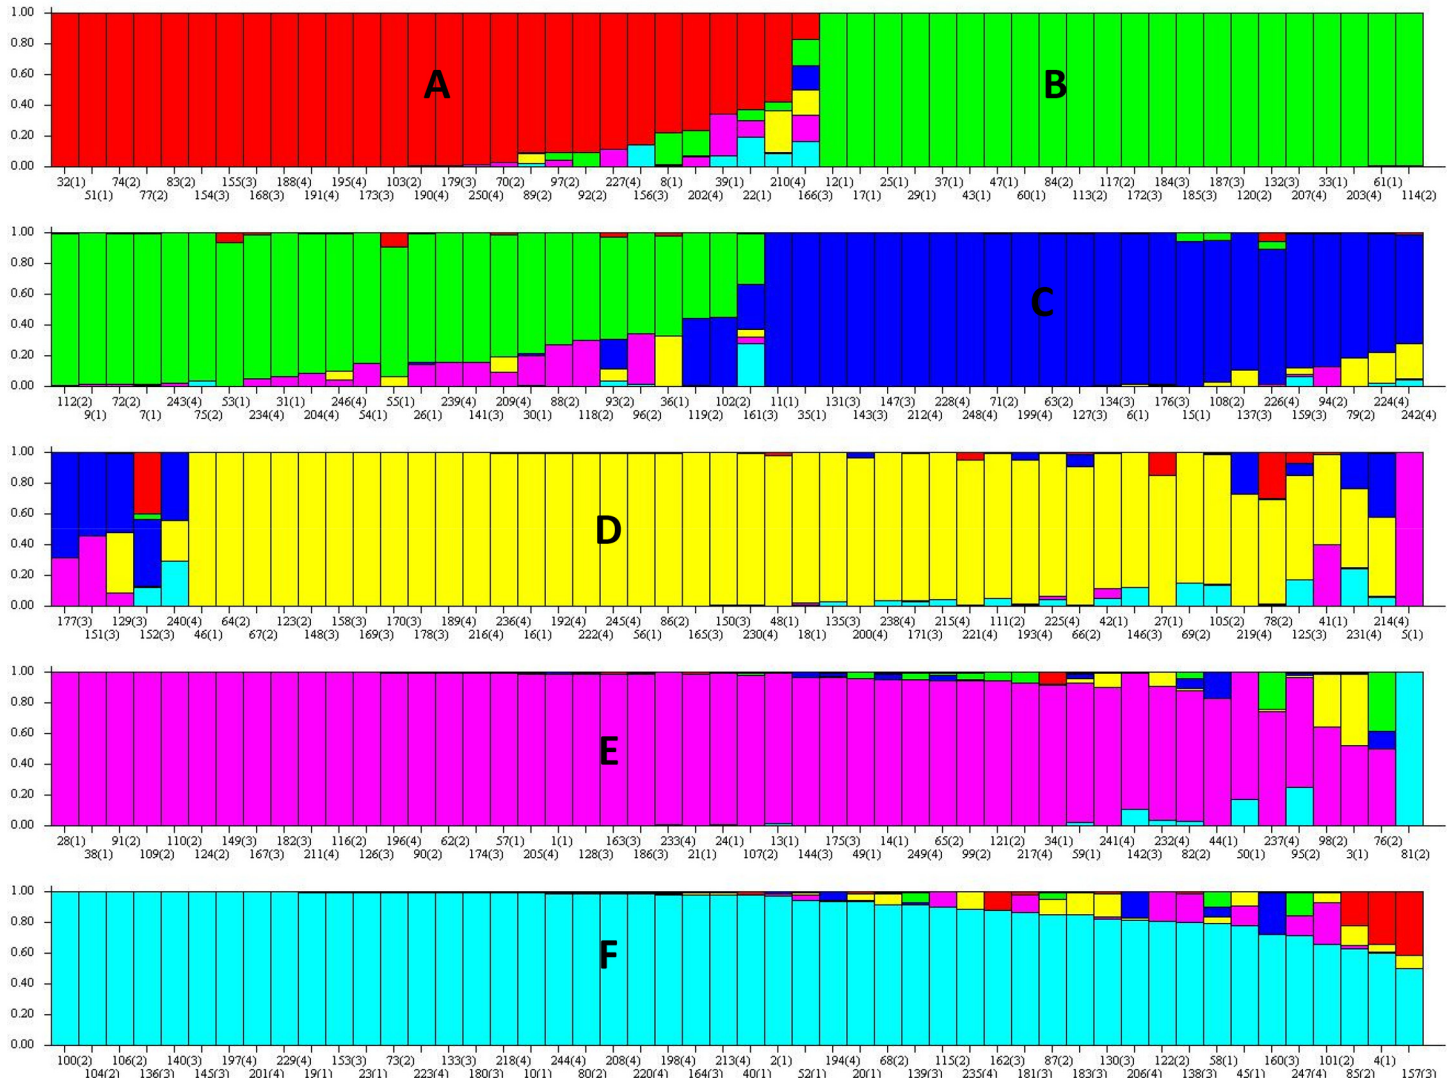 1.00
0.80
0.60
0.40
0.20
0.00
A
B
32(1) 74(2) 83(2) 155(3) 188(4) 195(4) 103(2) 179(3) 70(2) 97(2) 227(4) 8(1) 39(1) 210(4) 12(1) 25(1) 37(1) 47(1) 84(2) 117(2) 184(3) 187(3) 132(3) 33(1) 61(1)
51(1) 77(2) 154(3) 168(3) 191(4) 173(3) 190(4) 250(4) 89(2) 92(2) 156(3) 202(4) 22(1) 166(3) 17(1) 29(1) 43(1) 60(1) 113(2) 172(3) 185(3) 120(2) 207(4) 203(4) 114(2)
1.00
0.80
0.60
0.40
0.20
0.00
C
112(2) 72(2) 243(4) 53(1) 31(1) 246(4) 55(1) 239(4) 209(4) 88(2) 93(2) 36(1) 102(2) 11(1) 131(3) 147(3) 228(4) 71(2) 63(2) 134(3) 176(3) 108(2) 226(4) 94(2) 224(4)
9(1) 7(1) 75(2) 234(4) 204(4) 54(1) 26(1) 141(3) 30(1) 118(2) 96(2) 119(2) 161(3) 35(1) 143(3) 212(4) 248(4) 199(4) 127(3) 6(1) 15(1) 137(3) 159(3) 79(2) 242(4)
1.00
0.80
0.60
0.40
0.20
0.00
D
177(3) 129(3) 240(4) 64(2) 123(2) 158(3) 170(3) 189(4) 236(4) 192(4) 245(4) 86(2) 150(3) 48(1) 135(3) 238(4) 215(4) 111(2) 225(4) 42(1) 27(1) 105(2) 78(2) 41(1) 214(4)
151(3) 152(3) 46(1) 67(2) 148(3) 169(3) 178(3) 216(4) 16(1) 222(4) 56(1) 165(3) 230(4) 18(1) 200(4) 171(3) 221(4) 193(4) 66(2) 146(3) 69(2) 219(4) 125(3) 231(4) 5(1)
1.00
0.80
0.60
0.40
0.20
0.00
E
28(1) 91(2) 110(2) 149(3) 182(3) 116(2) 196(4) 62(2) 57(1) 1(1) 163(3) 233(4) 24(1) 13(1) 175(3) 14(1) 65(2) 121(2) 34(1) 241(4) 232(4) 44(1) 237(4) 98(2) 76(2)
38(1) 109(2) 124(2) 167(3) 211(4) 126(3) 90(2) 174(3) 205(4) 128(3) 186(3) 21(1) 107(2) 144(3) 49(1) 249(4) 99(2) 217(4) 59(1) 142(3) 82(2) 50(1) 95(2) 3(1) 81(2)
1.00
0.80
0.60
0.40
0.20
0.00
F
100(2) 106(2) 140(3) 197(4) 229(4) 153(3) 73(2) 133(3) 218(4) 244(4) 208(4) 198(4) 213(4) 2(1) 194(4) 68(2) 115(2) 162(3) 87(2) 130(3) 122(2) 58(1) 160(3) 101(2) 4(1)
104(2) 136(3) 145(3) 201(4) 19(1) 23(1) 223(4) 180(3) 10(1) 80(2) 220(4) 164(3) 40(1) 52(1) 20(1) 139(3) 235(4) 181(3) 183(3) 206(4) 138(3) 45(1) 247(4) 85(2) 157(3)